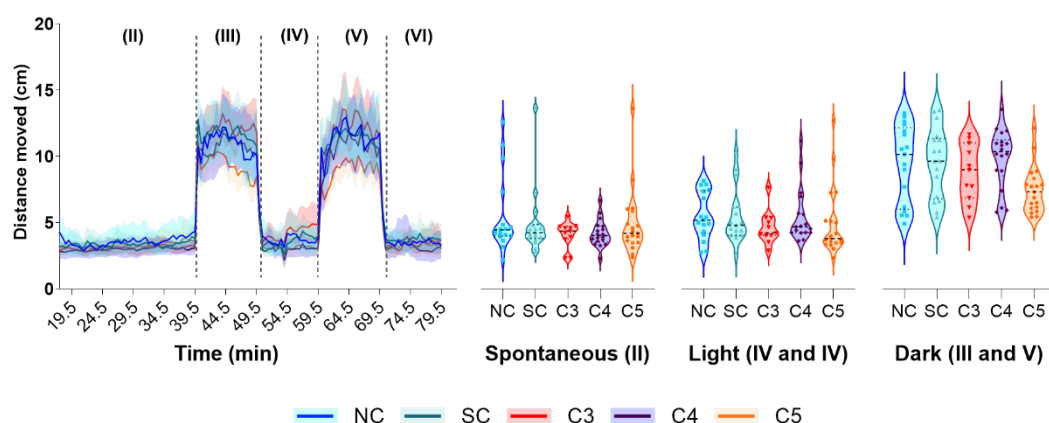 20
15
10
5
0
Distance moved (cm)
(II)
(III)
(IV)
(V)
(VI)
19.5 24.5 29.5 34.5 39.5 44.5 49.5 54.5 59.5 64.5 69.5 74.5 79.5
Time (min)
NC SC C3 C4 C5
Spontaneous (II)
NC SC C3 C4 C5
Light (IV and IV)
NC SC C3 C4 C5
Dark (III and V)
NC SC C3 C4 C5